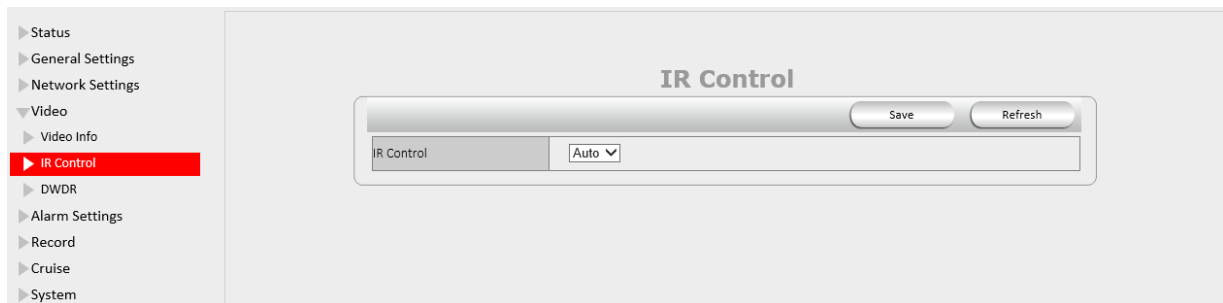 Status
General Settings
Network Settings
Video
Video Info
IR Control
DWDR
Alarm Settings
Record
Cruise
System
IR Control
Save Refresh
IR Control Auto